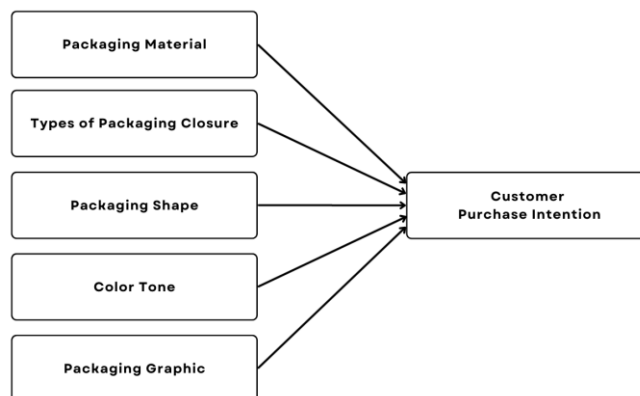 Packaging Material
Types of Packaging Closure
Packaging Shape
Customer
Purchase Intention
Color Tone
Packaging Graphic